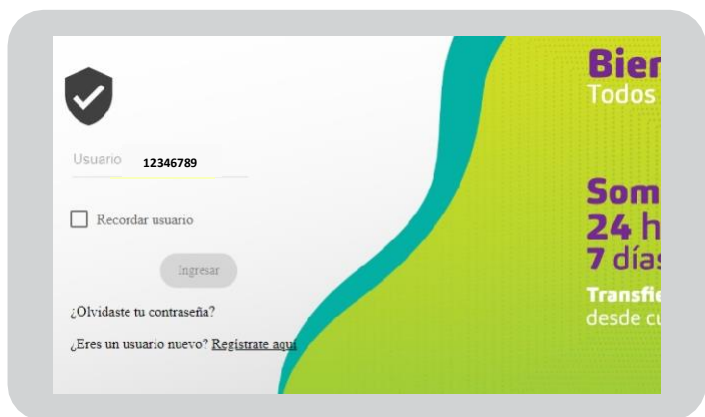 Usuario 12346789
Recordar usuario
Ingresar
¿Olvidaste tu contraseña?
¿Eres un usuario nuevo? Regístrate aquí
Bien
Todos
Som
24 h
7 días
Transfie
desde cu